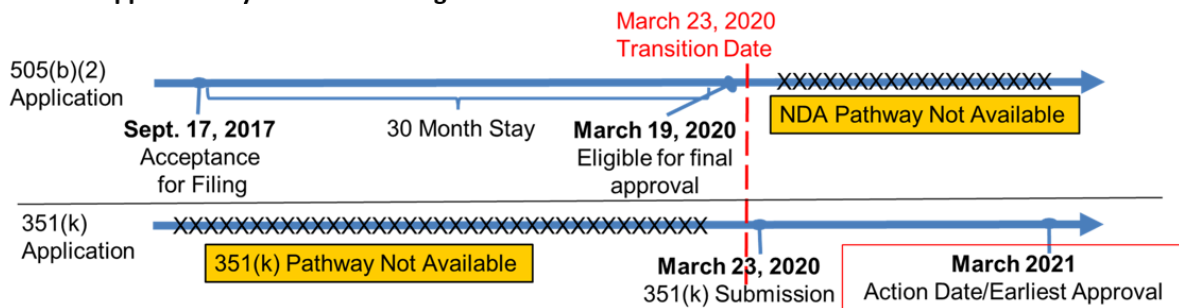 March 23, 2020
Transition Date
505(b)(2)
Application
XXXXXXXXXXXXXXXXXX
Sept. 17, 2017
Acceptance
for Filing
30 Month Stay
March 19, 2020
Eligible for final
approval
NDA Pathway Not Available
351(k)
Application
XXXXXXXXXXXXXXXXXXXXXXXXXXXXXXXXXXX
351(k) Pathway Not Available
March 23, 2020
351(k) Submission
March 2021
Action Date/Earliest Approval